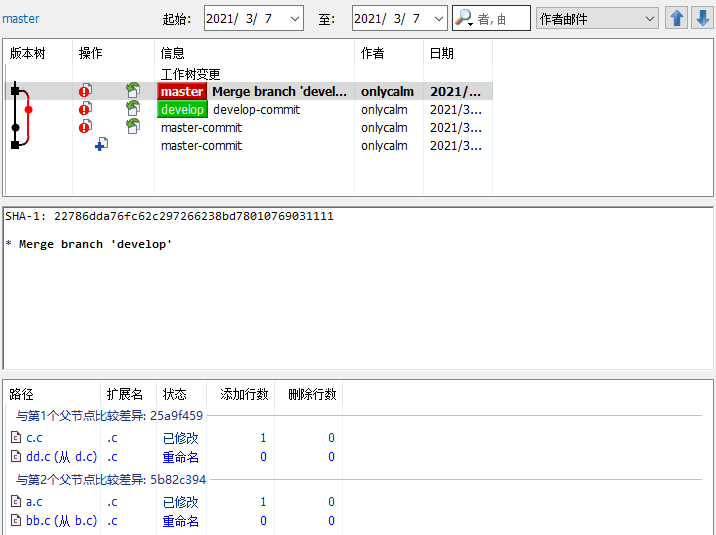 master 起始: 2021/ 3/ 7 至: 2021/ 3/ 7 者,由 作者邮件
版本树 操作 信息 作者 日期
工作树变更
master Merge branch 'devel... onlycalm 2021/...
develop develop-commit onlycalm 2021/3...
master-commit onlycalm 2021/3...
master-commit onlycalm 2021/3...
SHA-1: 22786dda76fc62c297266238bd78010769031111
* Merge branch 'develop'
路径 扩展名 状态 添加行数 删除行数
与第1个父节点比较差异: 25a9f459
c.c .c 已修改 1 0
dd.c (从 d.c) .c 重命名 0 0
与第2个父节点比较差异: 5b82c394
a.c .c 已修改 1 0
bb.c (从 b.c) .c 重命名 0 0